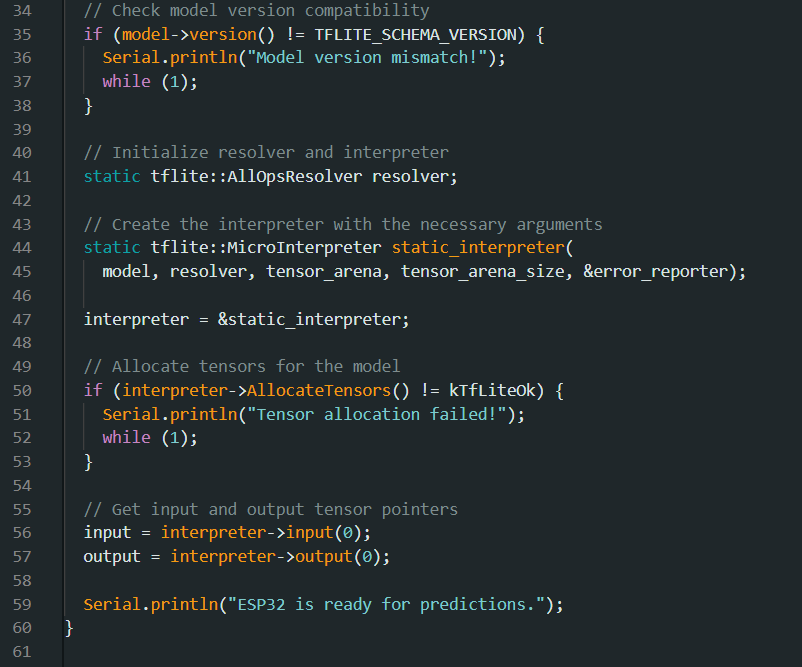 34 // Check model version compatibility
35 if (model->version() != TFLITE_SCHEMA_VERSION) {
36 Serial.println("Model version mismatch!");
37 while (1);
38 }
39
40 // Initialize resolver and interpreter
41 static tflite::AllOpsResolver resolver;
42
43 // Create the interpreter with the necessary arguments
44 static tflite::MicroInterpreter static_interpreter(
45 model, resolver, tensor_arena, tensor_arena_size, &error_reporter);
46
47 interpreter = &static_interpreter;
48
49 // Allocate tensors for the model
50 if (interpreter->AllocateTensors() != kTfLiteOk) {
51 Serial.println("Tensor allocation failed!");
52 while (1);
53 }
54
55 // Get input and output tensor pointers
56 input = interpreter->input(0);
57 output = interpreter->output(0);
58
59 Serial.println("ESP32 is ready for predictions.");
60 }
61